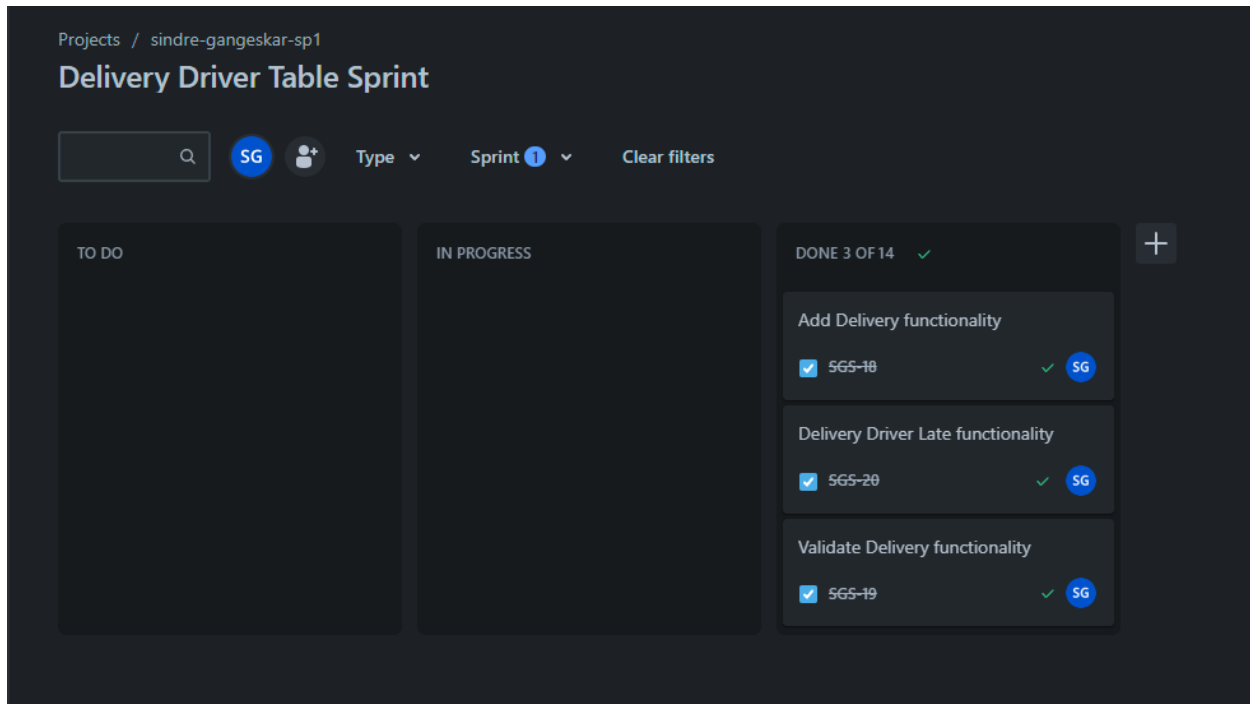 Projects / sindre-gangeskar-sp1
Delivery Driver Table Sprint
SG Type Sprint 1 Clear filters
TO DO
IN PROGRESS
DONE 3 OF 14
Add Delivery functionality
SGS-18 SG
Delivery Driver Late functionality
SGS-20 SG
Validate Delivery functionality
SGS-19 SG